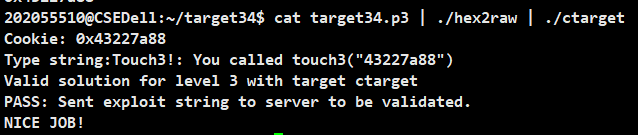 202055510@CSEDell:~/target34$ cat target34.p3 | ./hex2raw | ./ctarget
Cookie: 0x43227a88
Type string:Touch3!: You called touch3("43227a88")
Valid solution for level 3 with target ctarget
PASS: Sent exploit string to server to be validated.
NICE JOB!